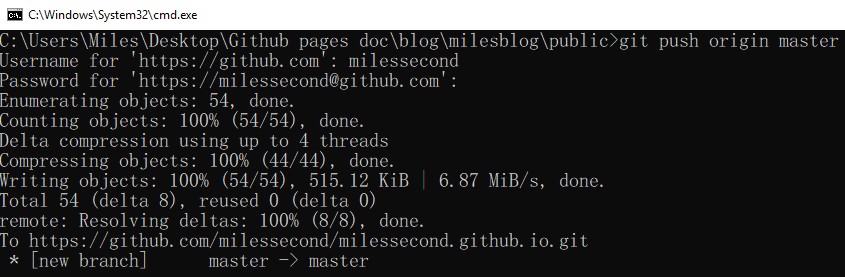 C:\Windows\System32\cmd.exe
C:\Users\Miles\Desktop\Github pages doc\blog\milesblog\public>git push origin master
Username for 'https://github.com': milessecond
Password for 'https://milessecond@github.com':
Enumerating objects: 54, done.
Counting objects: 100% (54/54), done.
Delta compression using up to 4 threads
Compressing objects: 100% (44/44), done.
Writing objects: 100% (54/54), 515.12 KiB | 6.87 MiB/s, done.
Total 54 (delta 8), reused 0 (delta 0)
remote: Resolving deltas: 100% (8/8), done.
To https://github.com/milessecond/milessecond.github.io.git
 * [new branch]      master -> master